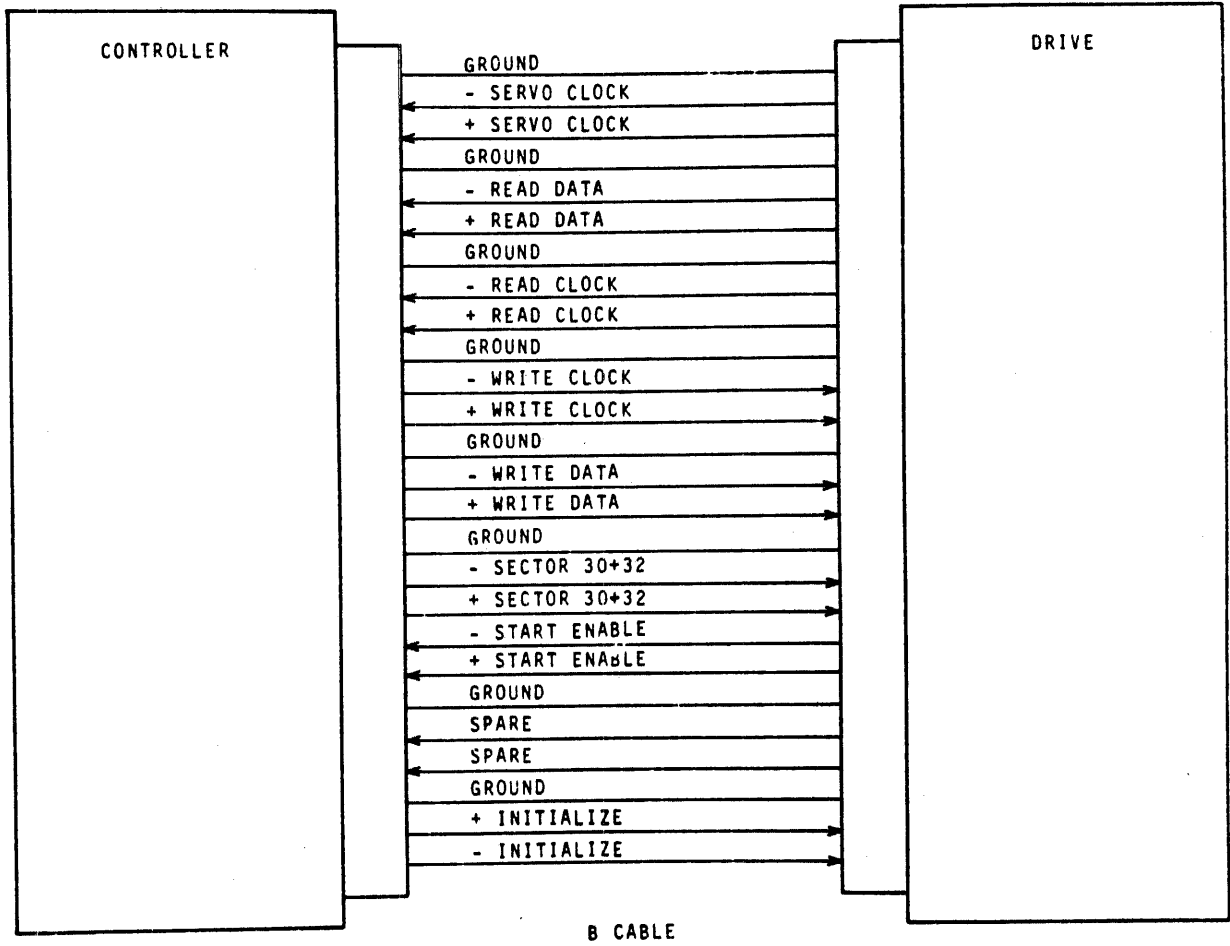 CONTROLLER
DRIVE
GROUND
- SERVO CLOCK
+ SERVO CLOCK
GROUND
- READ DATA
+ READ DATA
GROUND
- READ CLOCK
+ READ CLOCK
GROUND
- WRITE CLOCK
+ WRITE CLOCK
GROUND
- WRITE DATA
+ WRITE DATA
GROUND
- SECTOR 30+32
+ SECTOR 30+32
- START ENABLE
+ START ENABLE
GROUND
SPARE
SPARE
GROUND
+ INITIALIZE
- INITIALIZE
B CABLE